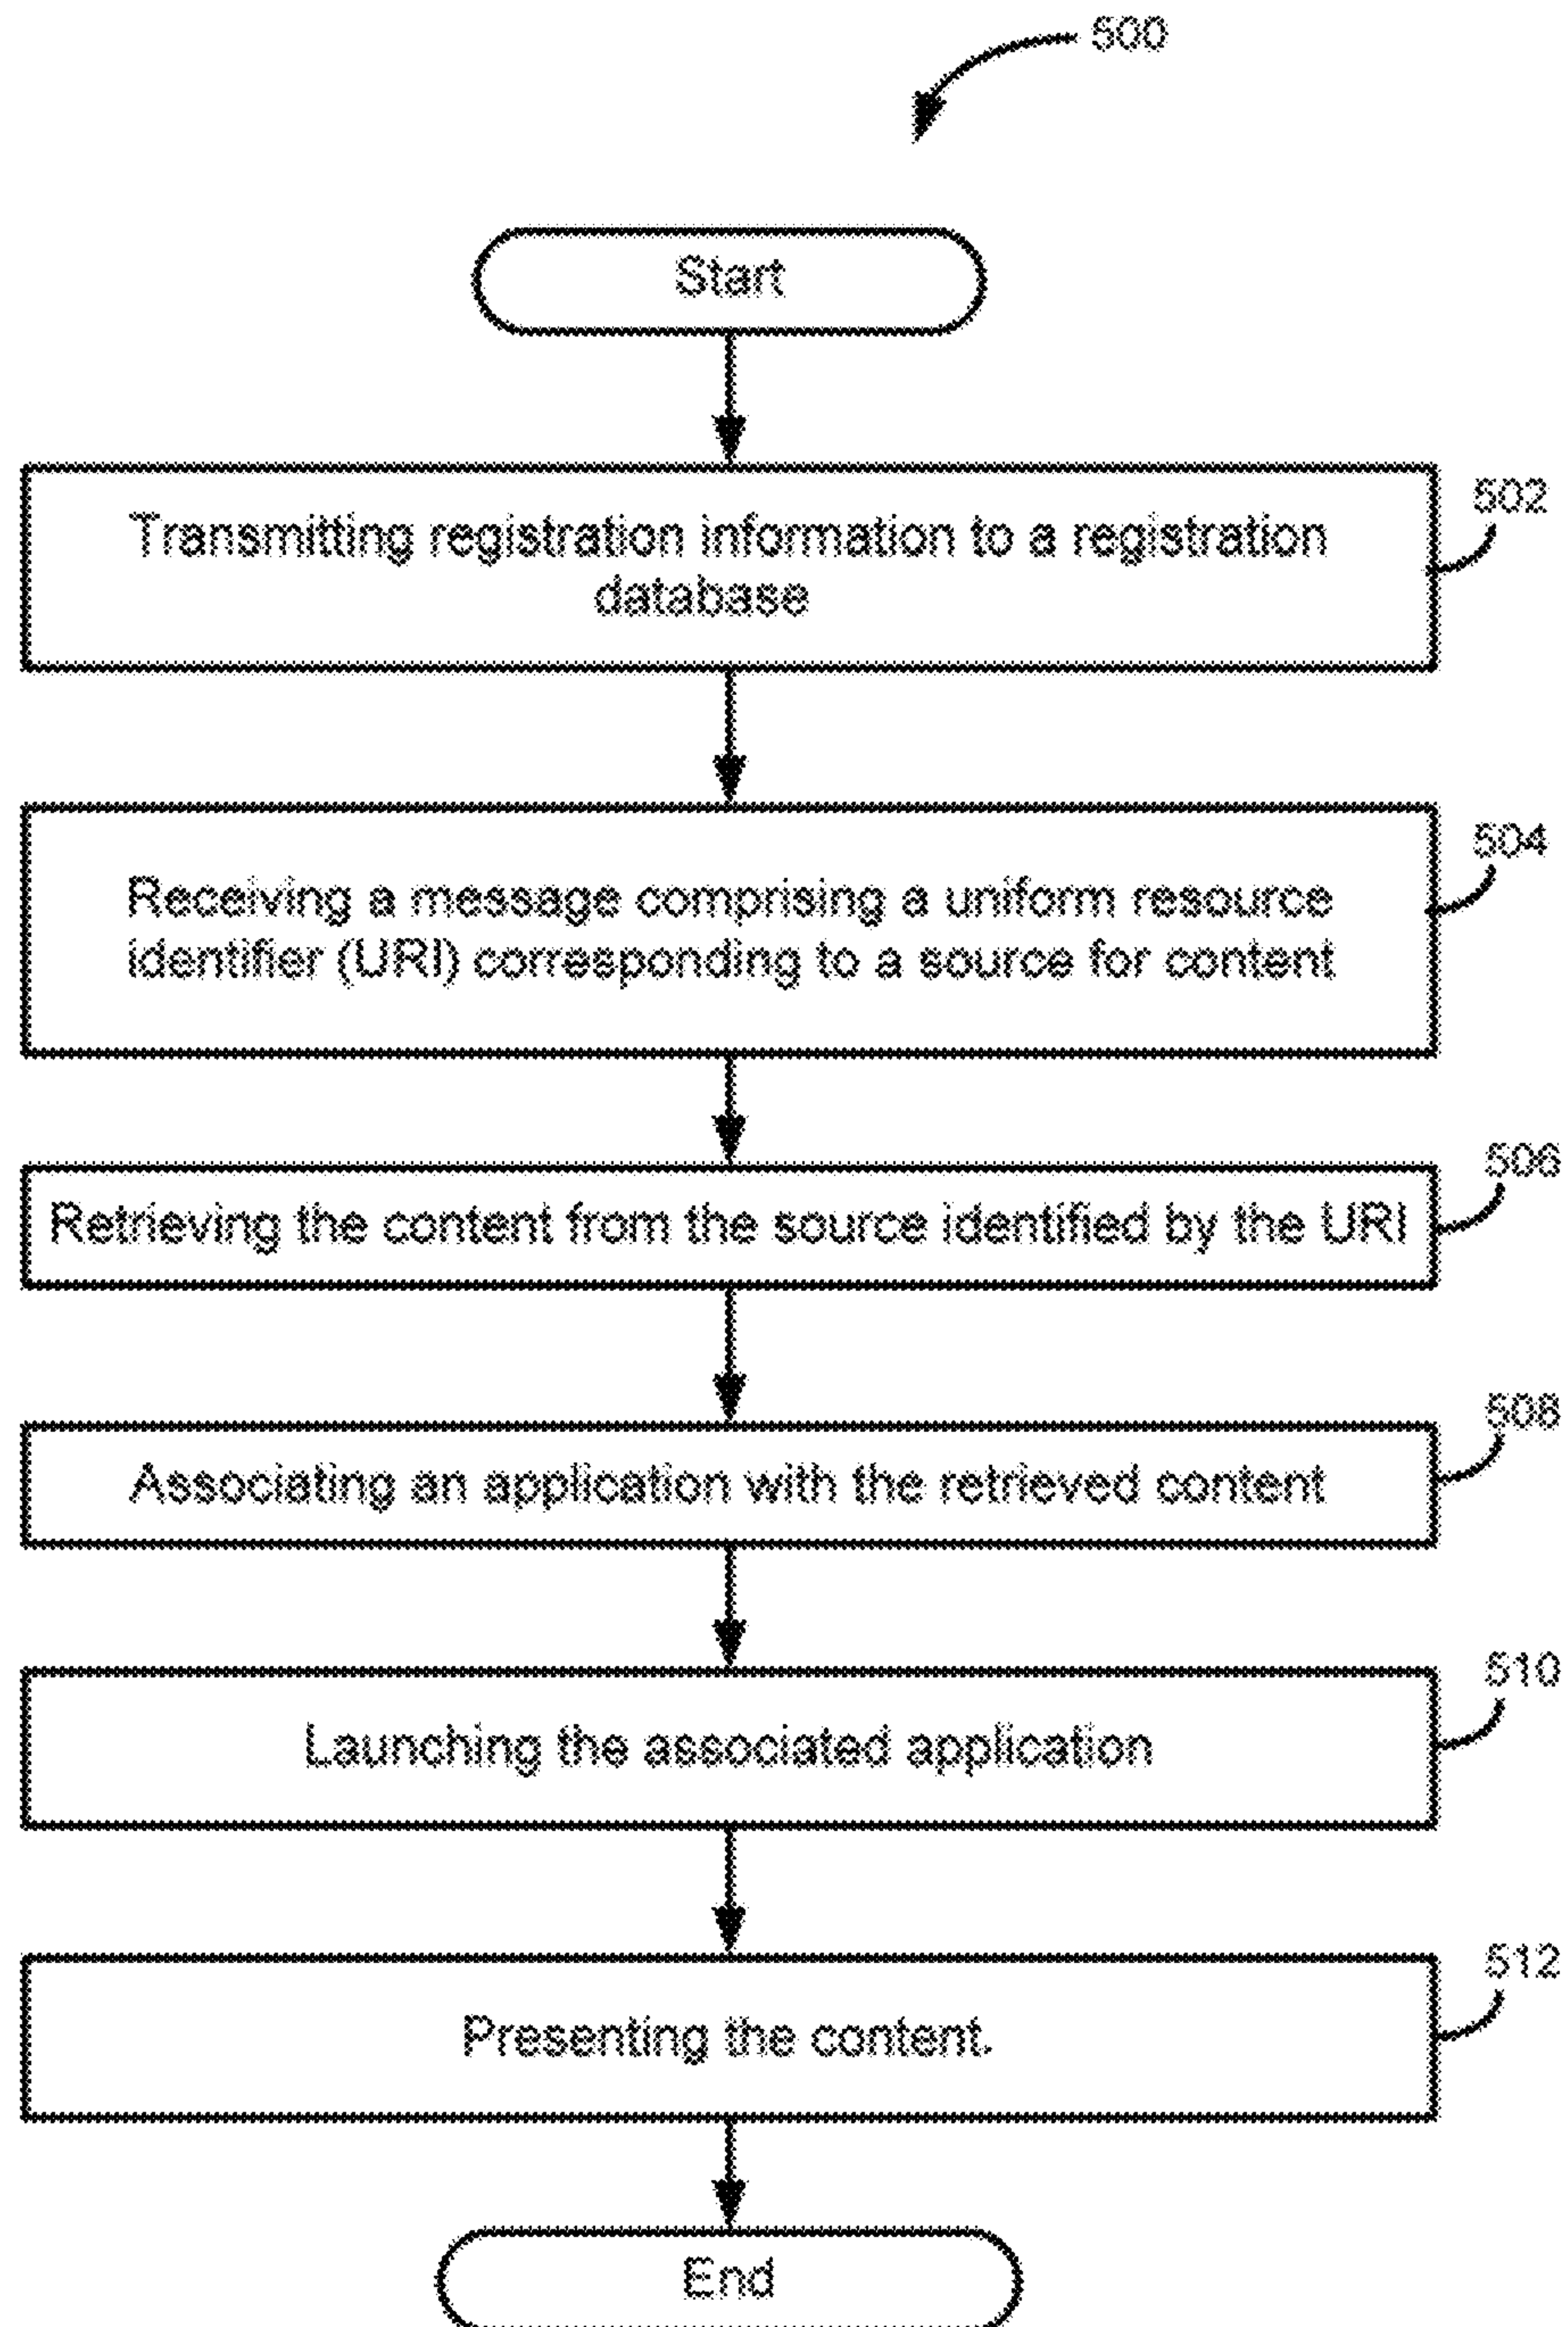 500
Start
Transmitting registration information to a registration
database
502
Receiving a message comprising a uniform resource
identifier (URI) corresponding to a source for content
504
Retrieving the content from the source identified by the URI
506
Associating an application with the retrieved content
508
Launching the associated application
510
Presenting the content.
512
End